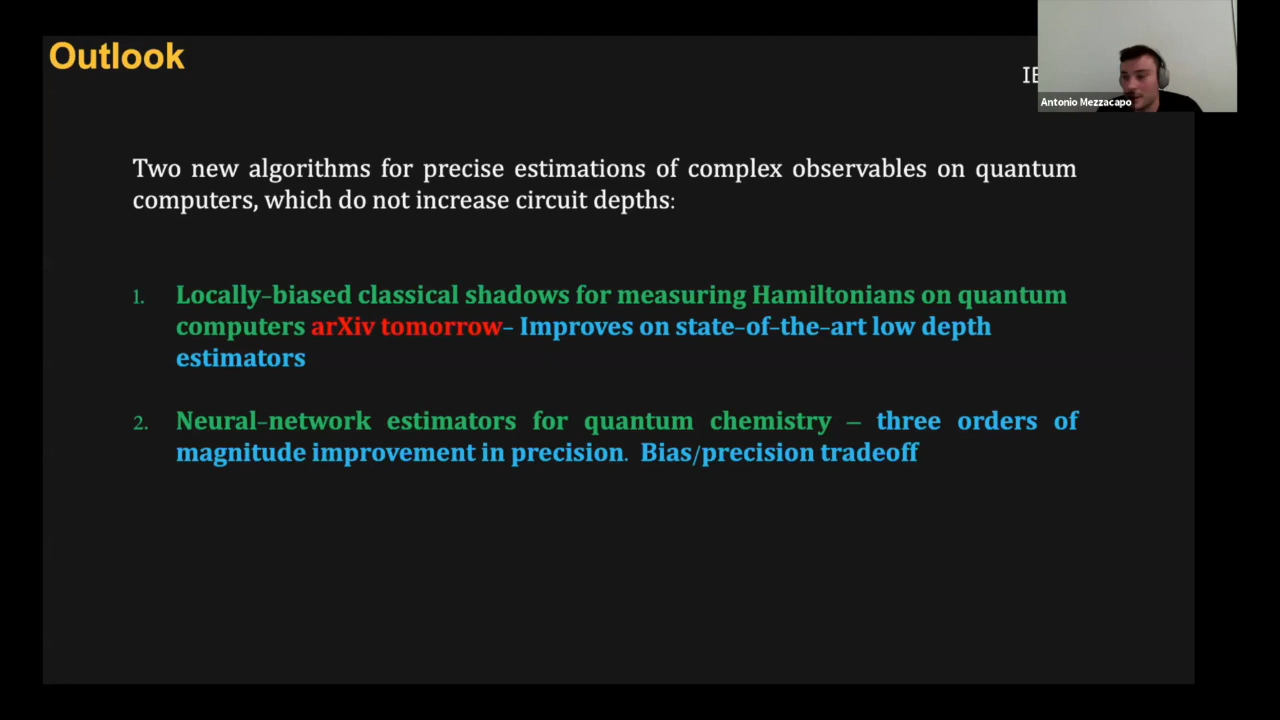 Outlook
IB
Antonio Mezzacapo
Two new algorithms for precise estimations of complex observables on quantum
computers, which do not increase circuit depths:
1. Locally-biased classical shadows for measuring Hamiltonians on quantum
computers arXiv tomorrow– Improves on state-of-the-art low depth
estimators
2. Neural-network estimators for quantum chemistry – three orders of
magnitude improvement in precision. Bias/precision tradeoff